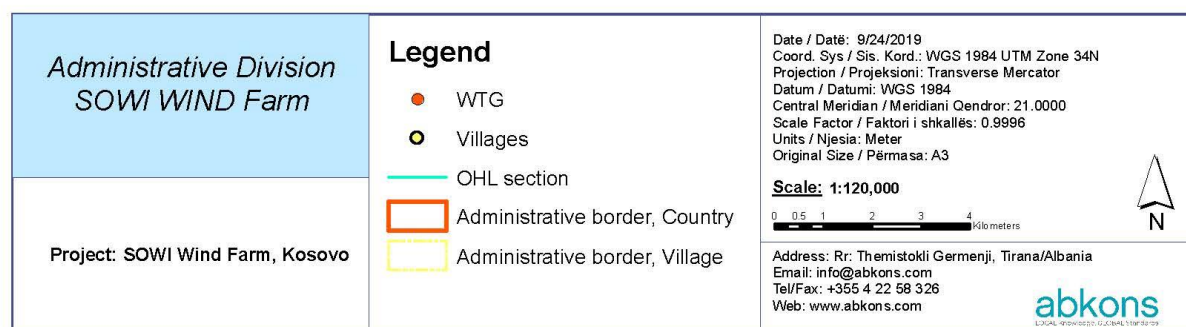 Administrative Division
SOWI WIND Farm
Project: SOWI Wind Farm, Kosovo
Legend
WTG
Villages
OHL section
Administrative border, Country
Administrative border, Village
Date / Datë: 9/24/2019
Coord. Sys / Sis. Kord.: WGS 1984 UTM Zone 34N
Projection / Projeksioni: Transverse Mercator
Datum / Datumi: WGS 1984
Central Meridian / Meridiani Qendror: 21.0000
Scale Factor / Faktori i shkallës: 0.9996
Units / Njesia: Meter
Original Size / Përmasa: A3
Scale: 1:120,000
0 0.5 1 2 3 4
Kilometers
N
Address: Rr: Themistokli Germenji, Tirana/Albania
Email: info@abkons.com
Tel/Fax: +355 4 22 58 326
Web: www.abkons.com
abkons
LOCAL Knowledge, GLOBAL Standards